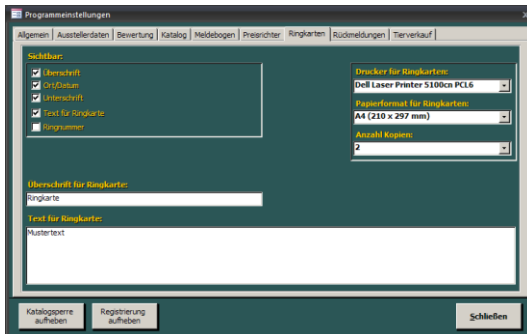 Programmeinstellungen
Allgemein Ausstellerdaten Bewertung Katalog Meldebogen Preisrichter Ringkarten Rückmeldungen Tierverkauf
Sichtbar:
Überschrift
Ort/Datum
Unterschrift
Text für Ringkarte
Ringnummer
Drucker für Ringkarten:
Dell Laser Printer 5100cn PCL6
Papierformat für Ringkarten:
A4 (210 x 297 mm)
Anzahl Kopien:
2
Überschrift für Ringkarte:
Ringkarte
Text für Ringkarte:
Mustertext
Katalogsperre
aufheben
Registrierung
aufheben
Schließen